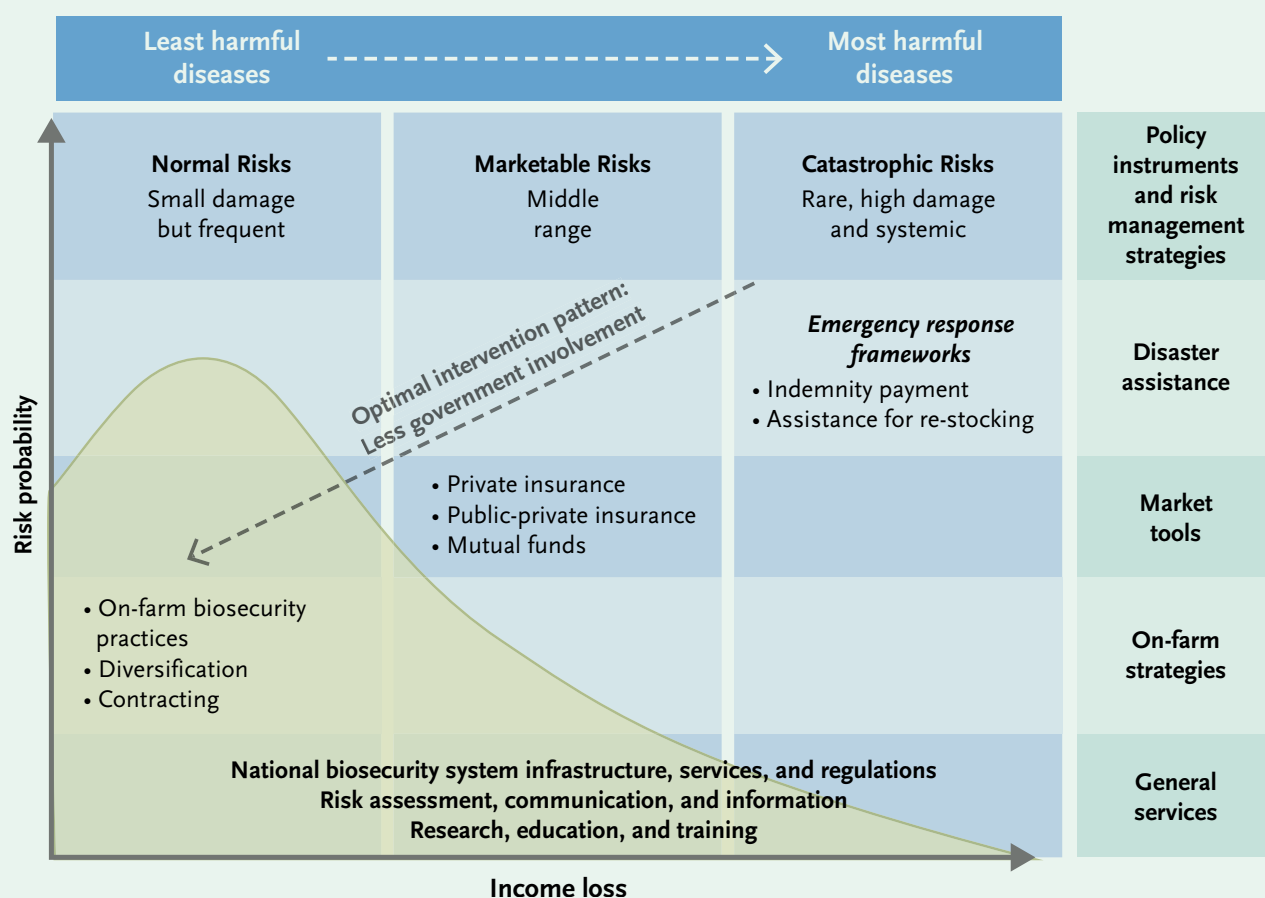 Least harmful
diseases
Most harmful
diseases
Normal Risks
Small damage
but frequent
Marketable Risks
Middle
range
Catastrophic Risks
Rare, high damage
and systemic
Policy
instruments
and risk
management
strategies
Optimal intervention pattern:
Less government involvement
Emergency response
frameworks
• Indemnity payment
• Assistance for re-stocking
Disaster
assistance
Risk probability
• Private insurance
• Public-private insurance
• Mutual funds
Market
tools
• On-farm biosecurity
practices
• Diversification
• Contracting
On-farm
strategies
National biosecurity system infrastructure, services, and regulations
Risk assessment, communication, and information
Research, education, and training
General
services
Income loss